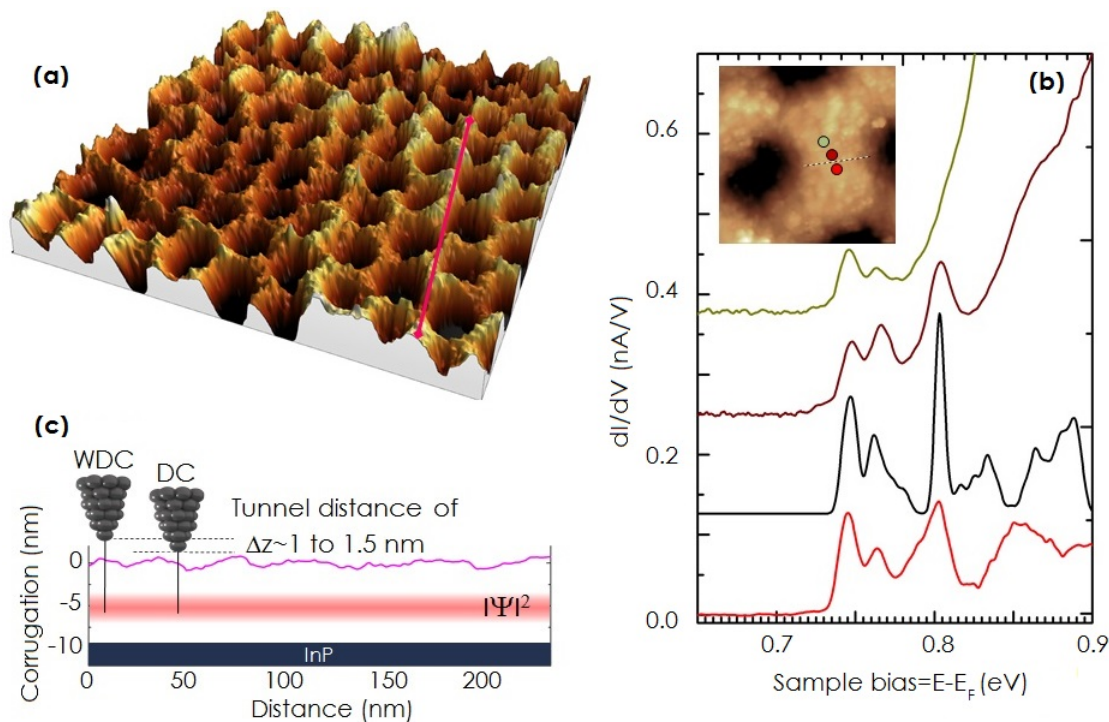 (a)
(b)
0.6
0.4
0.2
0.0
dI/dV (nA/V)
0.7
0.8
0.9
Sample bias=E-E_F (eV)
(c)
WDC
DC
Tunnel distance of
Δz~1 to 1.5 nm
Corrugation (nm)
0
-5
-10
|Ψ|²
InP
0
50
100
150
200
Distance (nm)